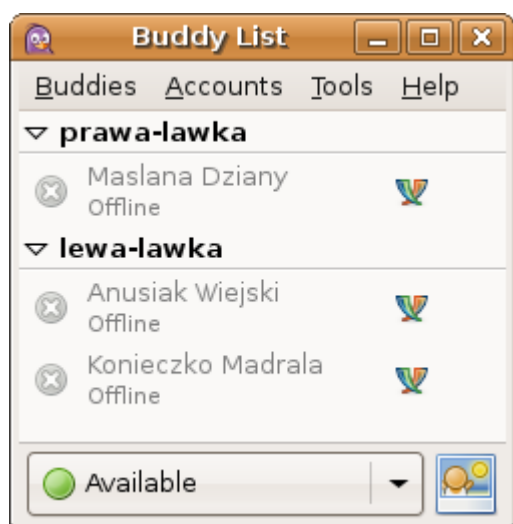 Buddy List
Buddies Accounts Tools Help
prawa-lawka
Maslana Dziany
Offline
lewa-lawka
Anusiak Wiejski
Offline
Konieczko Madrala
Offline
Available